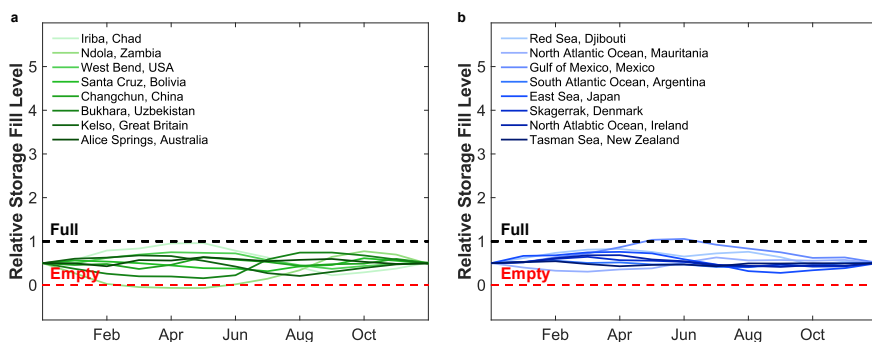 a
Relative Storage Fill Level
5
4
3
2
1
0
Iriba, Chad
Ndola, Zambia
West Bend, USA
Santa Cruz, Bolivia
Changchun, China
Bukhara, Uzbekistan
Kelso, Great Britain
Alice Springs, Australia
Full
Empty
Feb Apr Jun Aug Oct
b
Relative Storage Fill Level
5
4
3
2
1
0
Red Sea, Djibouti
North Atlantic Ocean, Mauritania
Gulf of Mexico, Mexico
South Atlantic Ocean, Argentina
East Sea, Japan
Skagerrak, Denmark
North Atlabtic Ocean, Ireland
Tasman Sea, New Zealand
Full
Empty
Feb Apr Jun Aug Oct